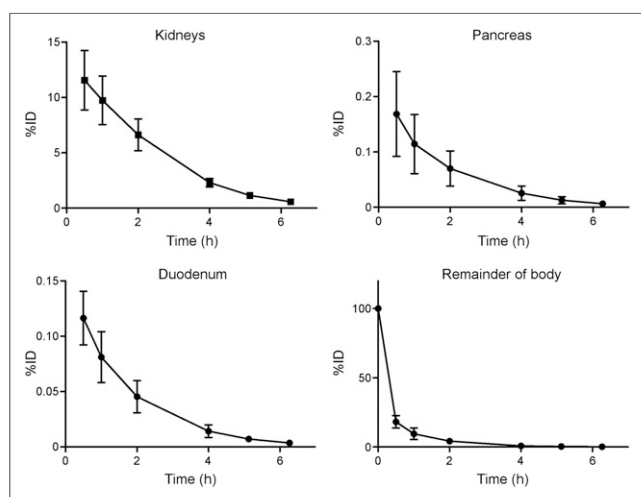 Kidneys
15
10
5
0
%ID
0 2 4 6
Time (h)
Pancreas
0.3
0.2
0.1
0
%ID
0 2 4 6
Time (h)
Duodenum
0.15
0.10
0.05
0
%ID
0 2 4 6
Time (h)
Remainder of body
100
50
0
%ID
0 2 4 6
Time (h)